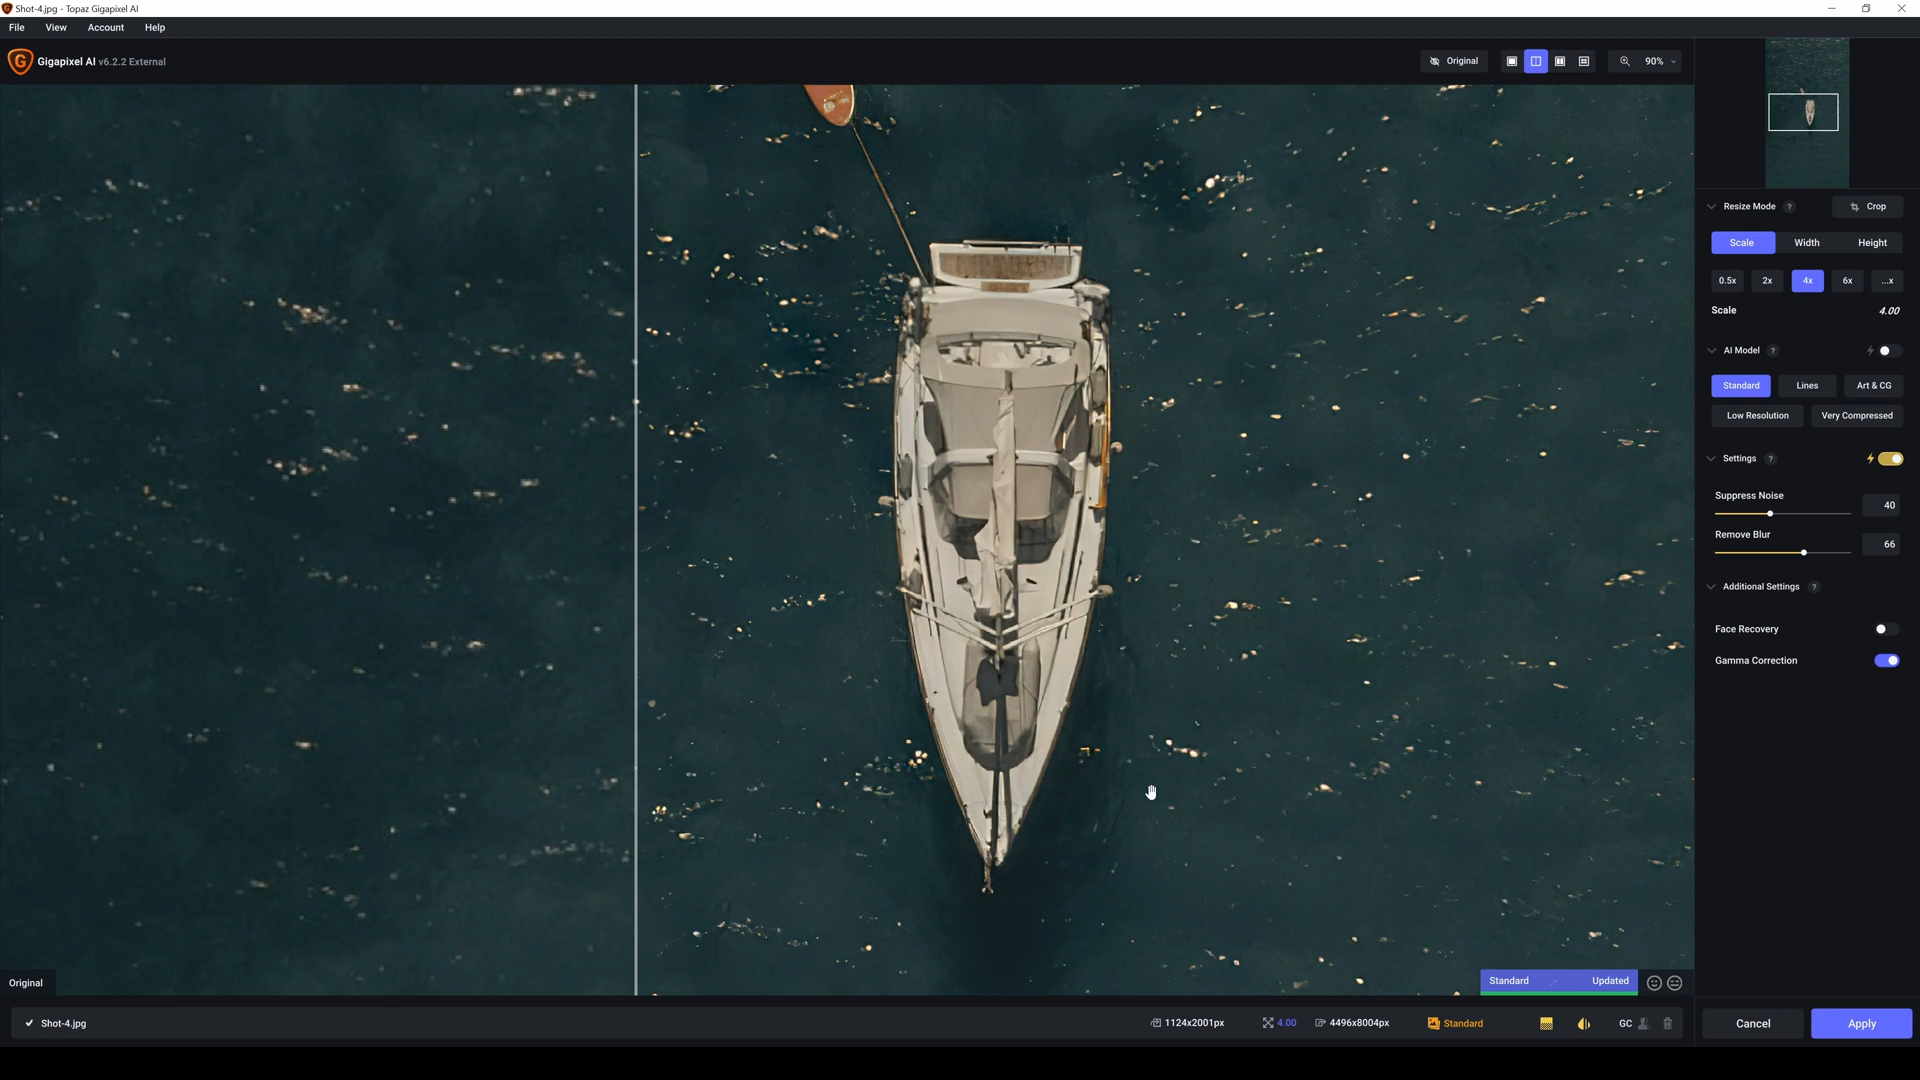 Shot-4.jpg - Topaz Gigapixel AI
File View Account Help
Gigapixel AI v6.2.2 External
Original
90%
Resize Mode ? Crop
Scale Width Height
0.5x 2x 4x 6x ...x
Scale 4.00
AI Model ?
Standard Lines Art & CG
Low Resolution Very Compressed
Settings ?
Suppress Noise
40
Remove Blur
66
Additional Settings ?
Face Recovery
Gamma Correction
Original
Standard Updated
Shot-4.jpg 1124x2001px 4.00 4496x8004px Standard GC
Cancel Apply